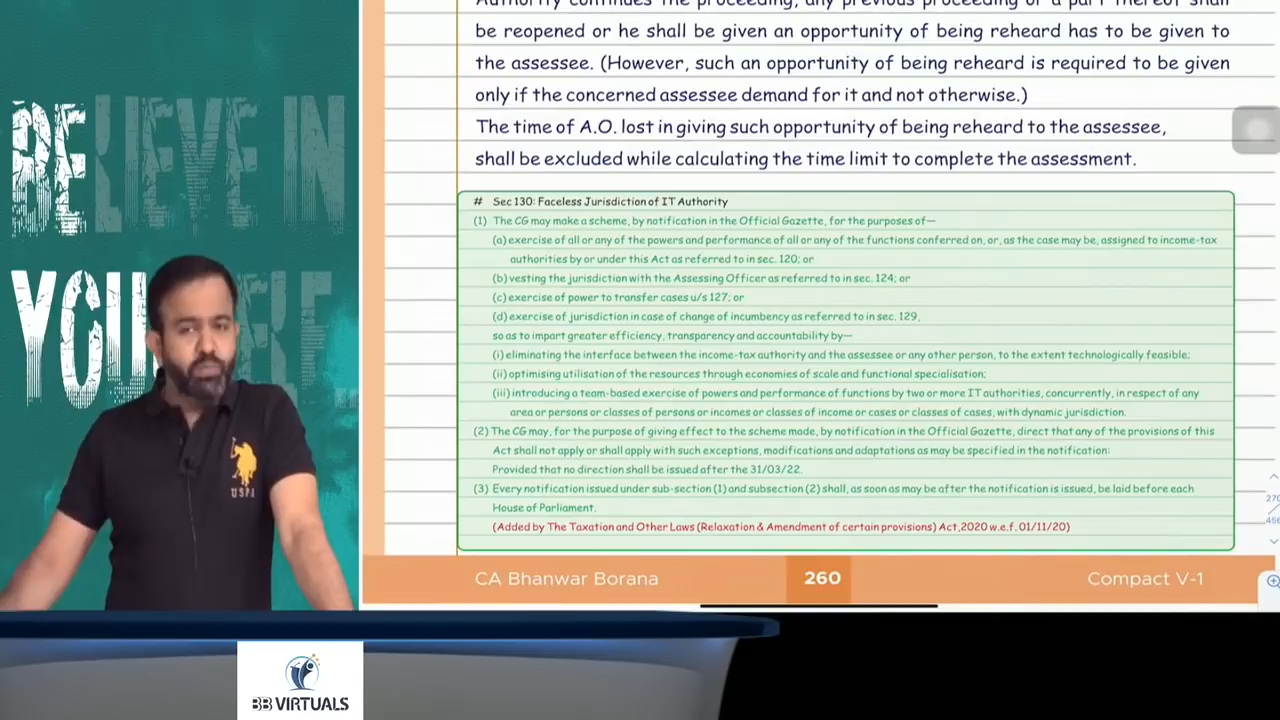 BELIEVE IN
YOU
Authority continues the proceeding, any previous proceeding or a part thereof shall
be reopened or he shall be given an opportunity of being reheard has to be given to
the assessee. (However, such an opportunity of being reheard is required to be given
only if the concerned assessee demand for it and not otherwise.)
The time of A.O. lost in giving such opportunity of being reheard to the assessee,
shall be excluded while calculating the time limit to complete the assessment.
# Sec 130: Faceless Jurisdiction of IT Authority
(1) The CG may make a scheme, by notification in the Official Gazette, for the purposes of—
(a) exercise of all or any of the powers and performance of all or any of the functions conferred on, or, as the case may be, assigned to income-tax
authorities by or under this Act as referred to in sec. 120; or
(b) vesting the jurisdiction with the Assessing Officer as referred to in sec. 124; or
(c) exercise of power to transfer cases u/s 127; or
(d) exercise of jurisdiction in case of change of incumbency as referred to in sec. 129,
so as to impart greater efficiency, transparency and accountability by—
(i) eliminating the interface between the income-tax authority and the assessee or any other person, to the extent technologically feasible;
(ii) optimising utilisation of the resources through economies of scale and functional specialisation;
(iii) introducing a team-based exercise of powers and performance of functions by two or more IT authorities, concurrently, in respect of any
area or persons or classes of persons or incomes or classes of income or cases or classes of cases, with dynamic jurisdiction.
(2) The CG may, for the purpose of giving effect to the scheme made, by notification in the Official Gazette, direct that any of the provisions of this
Act shall not apply or shall apply with such exceptions, modifications and adaptations as may be specified in the notification:
Provided that no direction shall be issued after the 31/03/22.
(3) Every notification issued under sub-section (1) and subsection (2) shall, as soon as may be after the notification is issued, be laid before each
House of Parliament.
(Added by The Taxation and Other Laws (Relaxation & Amendment of certain provisions) Act,2020 w.e.f. 01/11/20)
CA Bhanwar Borana
260
Compact V-1
270
456
USPA
BB VIRTUALS